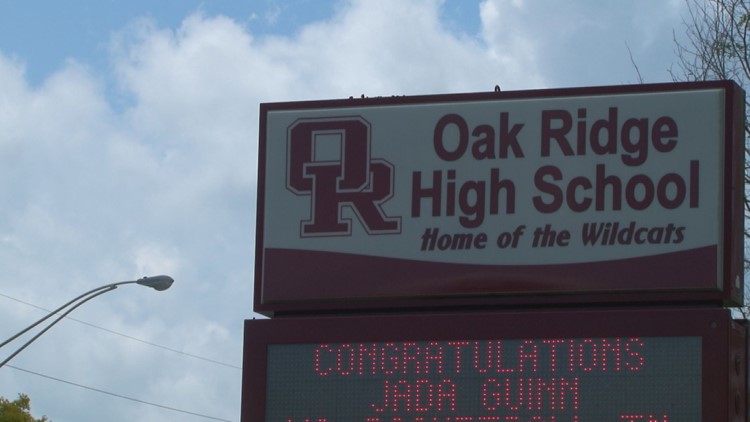 OR
Oak Ridge
High School
Home of the Wildcats
CONGRATULATIONS
JADA GUINN